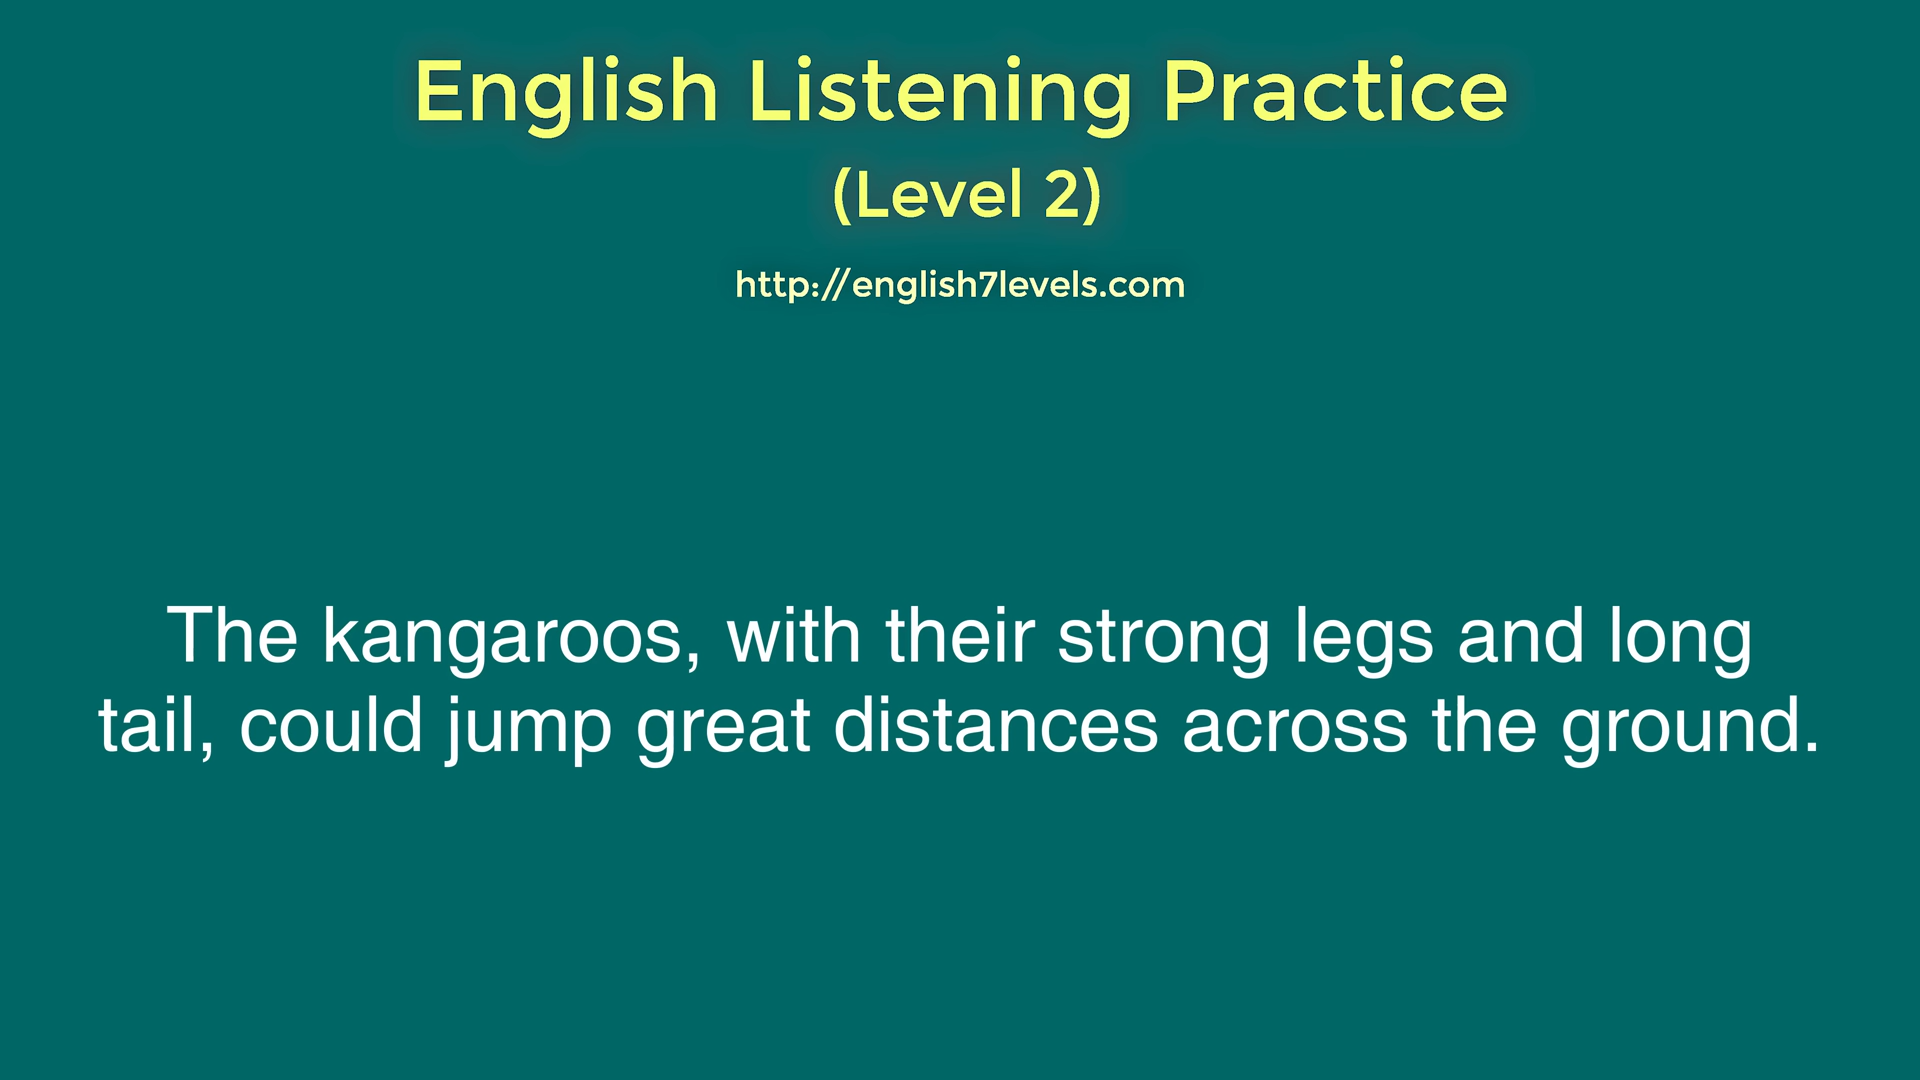 English Listening Practice
(Level 2)
http://english7levels.com
The kangaroos, with their strong legs and long
tail, could jump great distances across the ground.